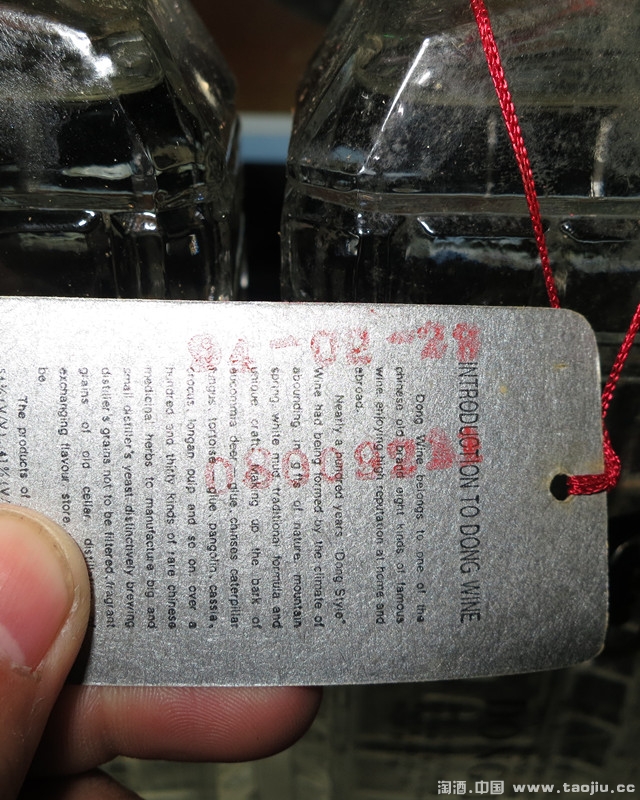 INTRODUCTION TO DONG WINE
Dong Wine belongs to one of the
chinese old brand eight kinds of famous
wine enjoying high reputation at home and
ebroad.
Nearly a hundred years "Dong Style"
Wine had being formed by the climate of
abounding in gifts of nature, mountain
spring white mud traditional formula and
unique crafts. Making up the bark of
eucommia deer glue, chinses caterpillar
fungus, tortoise glue, pangolin, cassia,
crocus, longan pulp and so on over a
hundred and thirty kinds of rare chinese
medicinal herbs to manufacture big and
small distiller's yeast, distinctively brewing
distiller's grains not to be filtered, fragrant
grains of old cellar,
exchanging flavour, store,
be.
The products of
94-02-28
淘酒.中国 www.taojiu.cc